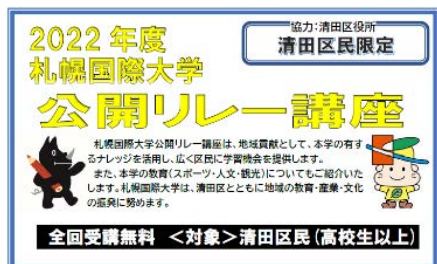 2022 年度
札幌国際大学
協力：清田区役所
清田区民限定
公開リレー講座
札幌国際大学公開リレー講座は、地域貢献として、本学の有す
るナレッジを活用し、広く区民に学習機会を提供します。
また、本学の教育（スポーツ・人文・観光）についてもご紹介いた
します。札幌国際大学は、清田区とともに地域の教育・産業・文化
の振興に努めます。
全回受講無料 ＜対象＞清田区民（高校生以上）